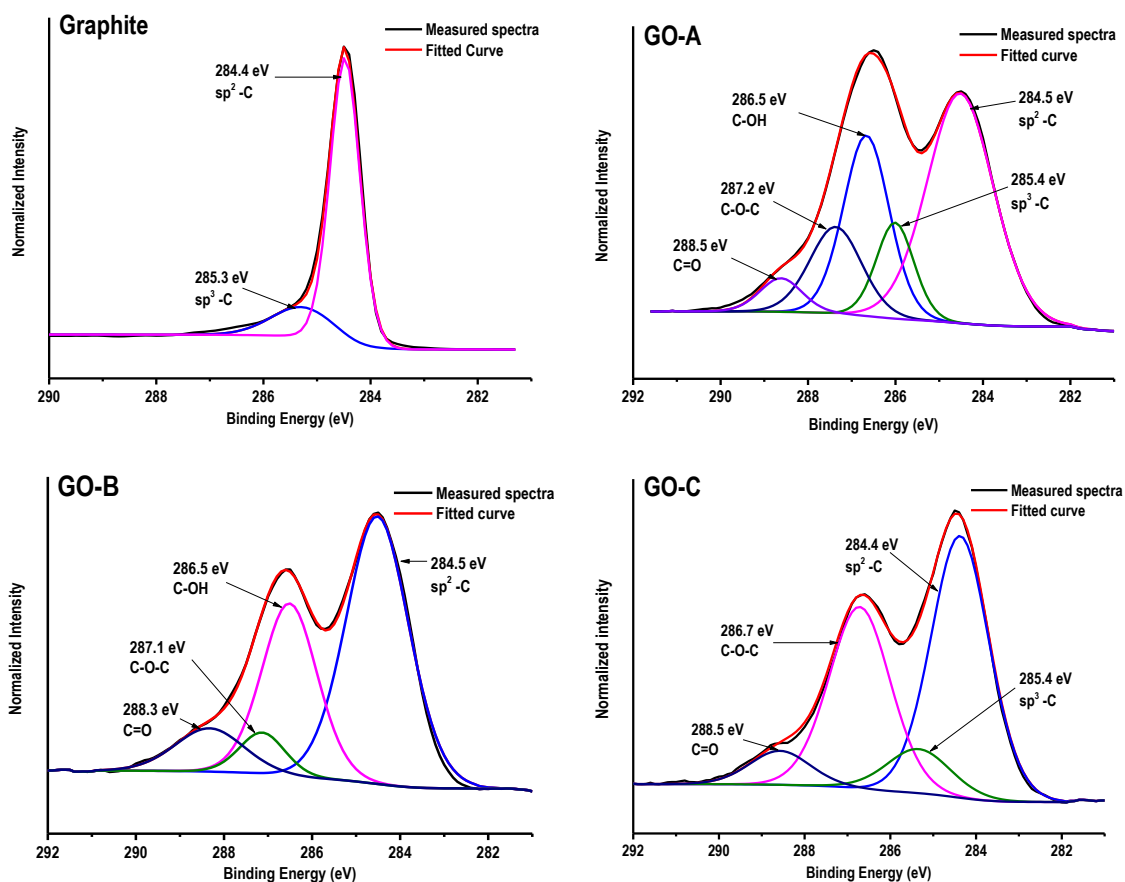 Graphite
Measured spectra
Fitted Curve
284.4 eV
sp² -C
285.3 eV
sp³ -C
Normalized Intensity
290 288 286 284 282
Binding Energy (eV)
GO-A
Measured spectra
Fitted curve
286.5 eV
C-OH
284.5 eV
sp² -C
287.2 eV
C-O-C
285.4 eV
sp³ -C
288.5 eV
C=O
Normalized Intensity
292 290 288 286 284 282
Binding Energy (eV)
GO-B
Measured spectra
Fitted curve
286.5 eV
C-OH
284.5 eV
sp² -C
287.1 eV
C-O-C
288.3 eV
C=O
Normalized Intensity
292 290 288 286 284 282
Binding Energy (eV)
GO-C
Measured spectra
Fitted curve
284.4 eV
sp² -C
286.7 eV
C-O-C
285.4 eV
sp³ -C
288.5 eV
C=O
Normalized intensity
292 290 288 286 284 282
Binding Energy (eV)